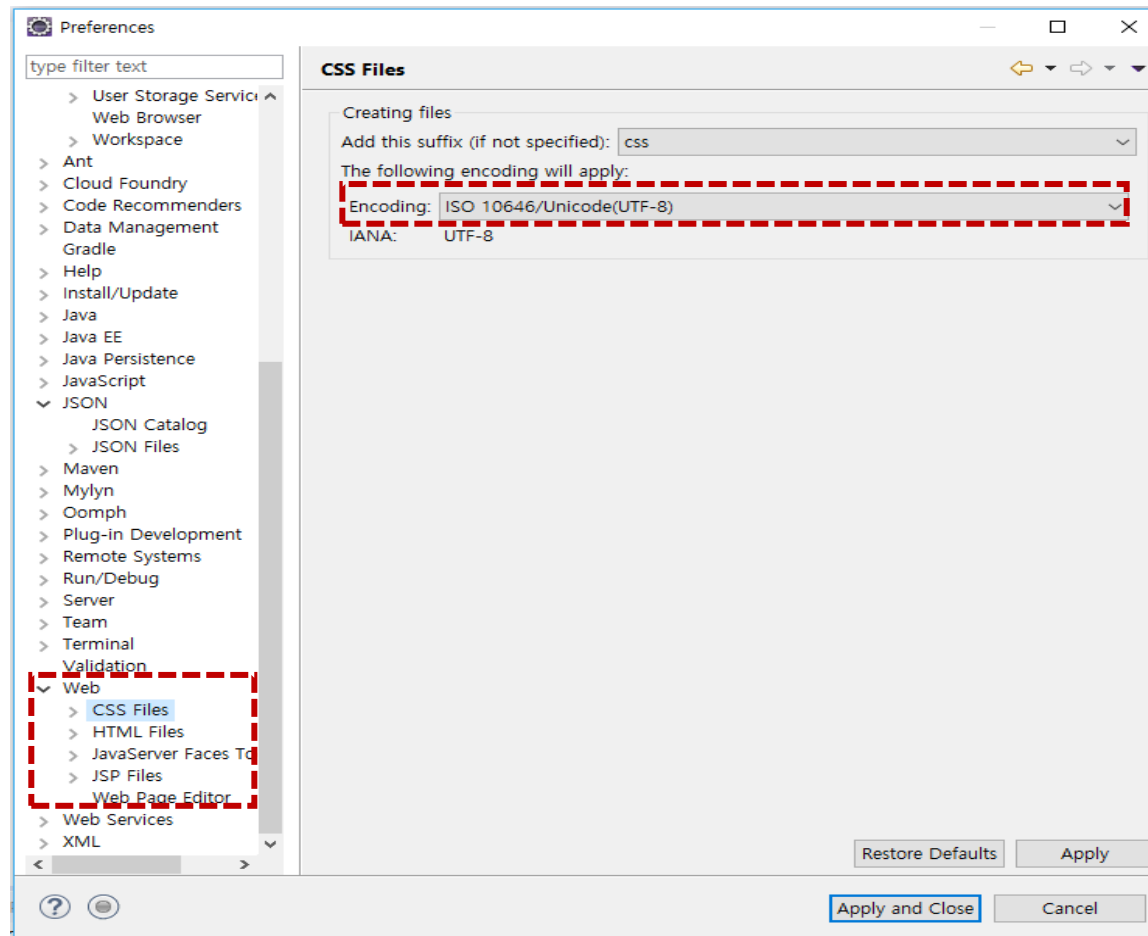 Preferences
type filter text
User Storage Servic
Web Browser
Workspace
Ant
Cloud Foundry
Code Recommenders
Data Management
Gradle
Help
Install/Update
Java
Java EE
Java Persistence
JavaScript
JSON
JSON Catalog
JSON Files
Maven
Mylyn
Oomph
Plug-in Development
Remote Systems
Run/Debug
Server
Team
Terminal
Validation
Web
CSS Files
HTML Files
JavaServer Faces To
JSP Files
Web Page Editor
Web Services
XML
CSS Files
Creating files
Add this suffix (if not specified): css
The following encoding will apply:
Encoding: ISO 10646/Unicode(UTF-8)
IANA: UTF-8
Restore Defaults Apply
Apply and Close Cancel